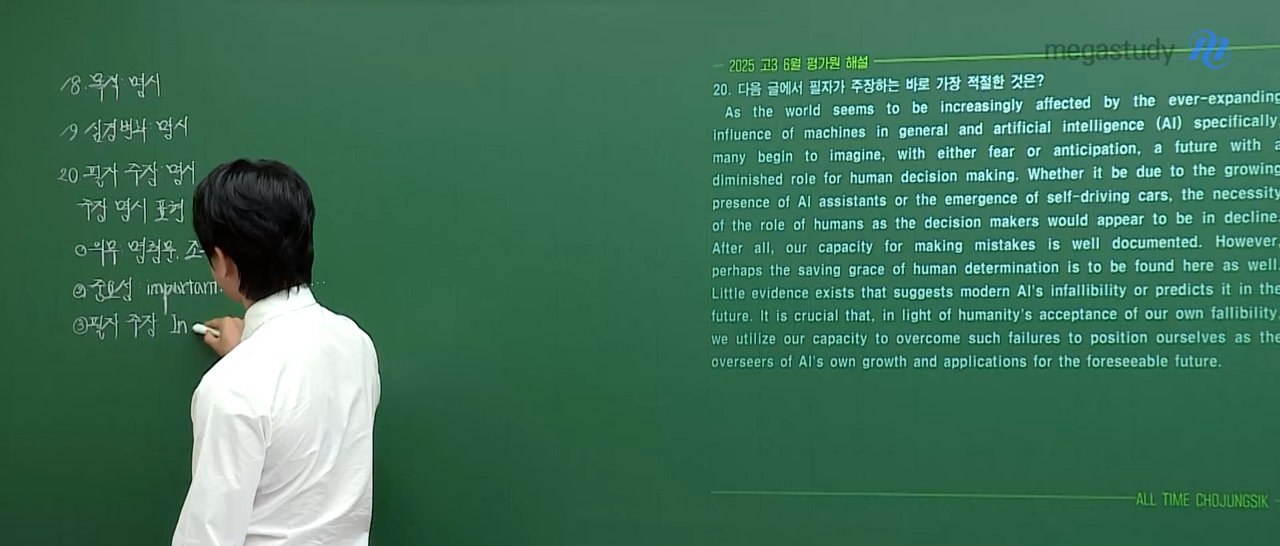 18. 목적 명시
19 심경변화 명시
20 필자 주장 명시
주장 명시 표현
① 의무 명령문. 조
② 중요성 important
③ 필자 주장 In
megastudy
2025 고3 6월 평가원 해설
20. 다음 글에서 필자가 주장하는 바로 가장 적절한 것은?
As the world seems to be increasingly affected by the ever-expanding
influence of machines in general and artificial intelligence (AI) specifically,
many begin to imagine, with either fear or anticipation, a future with a
diminished role for human decision making. Whether it be due to the growing
presence of AI assistants or the emergence of self-driving cars, the necessity
of the role of humans as the decision makers would appear to be in decline.
After all, our capacity for making mistakes is well documented. However,
perhaps the saving grace of human determination is to be found here as well.
Little evidence exists that suggests modern AI's infallibility or predicts it in the
future. It is crucial that, in light of humanity's acceptance of our own fallibility,
we utilize our capacity to overcome such failures to position ourselves as the
overseers of AI's own growth and applications for the foreseeable future.
ALL TIME CHOJUNGSIK